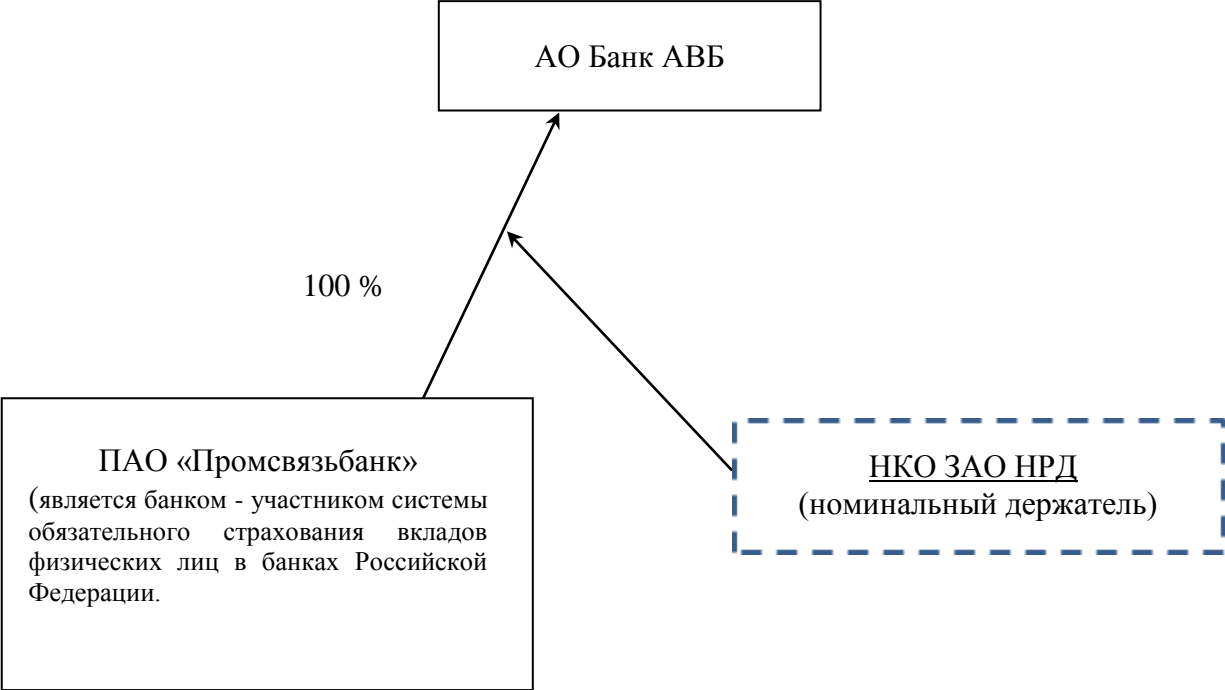 АО Банк АВБ
100 %
ПАО «Промсвязьбанк»
(является банком - участником системы
обязательного страхования вкладов
физических лиц в банках Российской
Федерации.
НКО ЗАО НРД
(номинальный держатель)